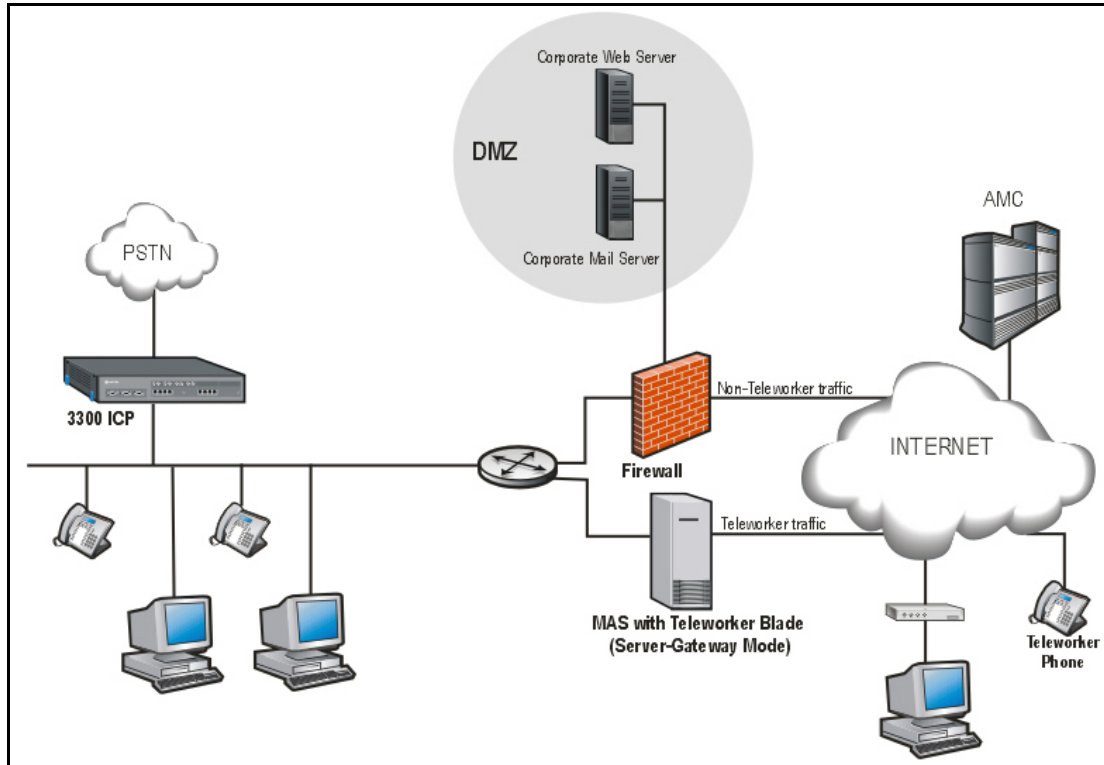 Corporate Web Server
DMZ
Corporate Mail Server
AMC
PSTN
3300 ICP
Non-Teleworker traffic
INTERNET
Firewall
Teleworker traffic
MAS with Teleworker Blade
(Server-Gateway Mode)
Teleworker
Phone